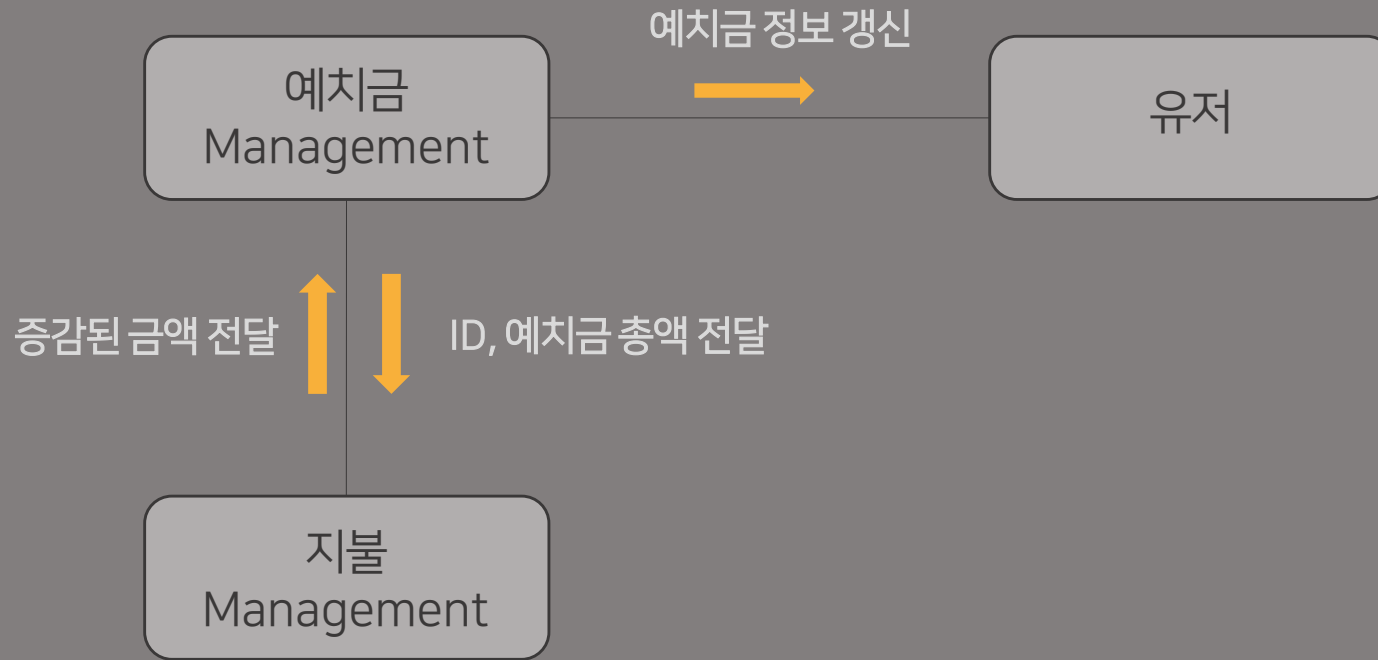 예치금 정보 갱신
예치금
Management
유저
증감된 금액 전달
ID, 예치금 총액 전달
지불
Management